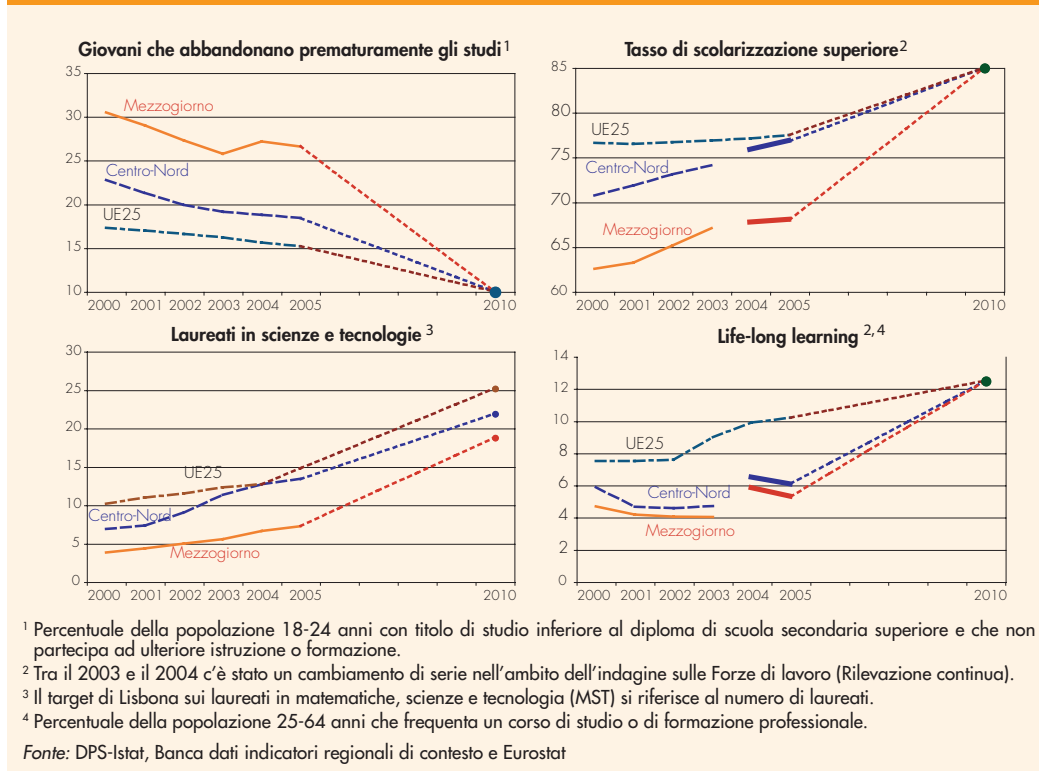 Giovani che abbandonano prematuramente gli studi 1
35
30
25
20
15
10
Mezzogiorno
Centro-Nord
UE25
2000 2001 2002 2003 2004 2005 2010
Tasso di scolarizzazione superiore 2
85
80
75
70
65
60
UE25
Centro-Nord
Mezzogiorno
2000 2001 2002 2003 2004 2005 2010
Laureati in scienze e tecnologie 3
30
25
20
15
10
5
0
UE25
Centro-Nord
Mezzogiorno
2000 2001 2002 2003 2004 2005 2010
Life-long learning 2,4
14
12
10
8
6
4
2
0
UE25
Centro-Nord
Mezzogiorno
2000 2001 2002 2003 2004 2005 2010
1 Percentuale della popolazione 18-24 anni con titolo di studio inferiore al diploma di scuola secondaria superiore e che non
partecipa ad ulteriore istruzione o formazione.
2 Tra il 2003 e il 2004 c'è stato un cambiamento di serie nell'ambito dell'indagine sulle Forze di lavoro (Rilevazione continua).
3 Il target di Lisbona sui laureati in matematiche, scienze e tecnologia (MST) si riferisce al numero di laureati.
4 Percentuale della popolazione 25-64 anni che frequenta un corso di studio o di formazione professionale.
Fonte: DPS-Istat, Banca dati indicatori regionali di contesto e Eurostat